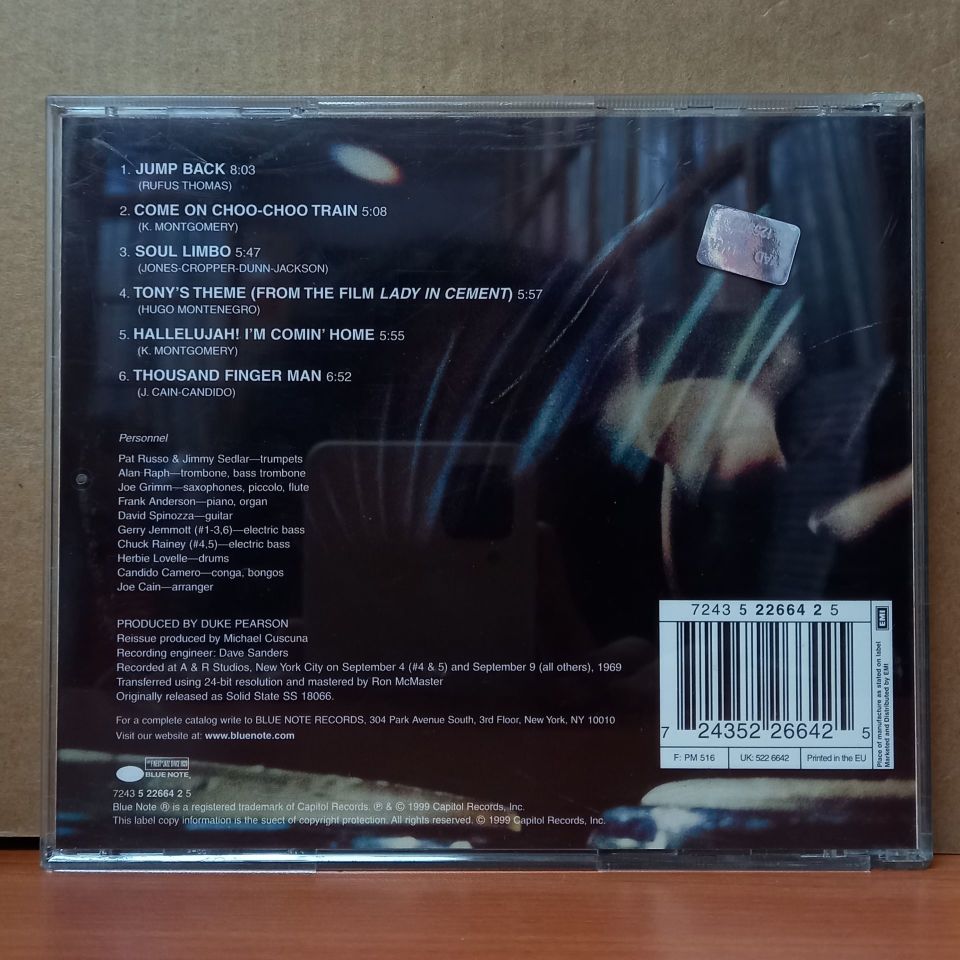 1. JUMP BACK 8:03
(RUFUS THOMAS)
2. COME ON CHOO-CHOO TRAIN 5:08
(K. MONTGOMERY)
3. SOUL LIMBO 5:47
(JONES-CROPPER-DUNN-JACKSON)
4. TONY'S THEME (FROM THE FILM LADY IN CEMENT) 5:57
(HUGO MONTENEGRO)
5. HALLELUJAH! I'M COMIN' HOME 5:55
(K. MONTGOMERY)
6. THOUSAND FINGER MAN 6:52
(J. CAIN-CANDIDO)
Personnel
Pat Russo & Jimmy Sedlar—trumpets
Alan Raph—trombone, bass trombone
Joe Grimm—saxophones, piccolo, flute
Frank Anderson—piano, organ
David Spinozza—guitar
Gerry Jemmott (#1-3,6)—electric bass
Chuck Rainey (#4,5)—electric bass
Herbie Lovelle—drums
Candido Camero—conga, bongos
Joe Cain—arranger
PRODUCED BY DUKE PEARSON
Reissue produced by Michael Cuscuna
Recording engineer: Dave Sanders
Recorded at A & R Studios, New York City on September 4 (#4 & 5) and September 9 (all others), 1969
Transferred using 24-bit resolution and mastered by Ron McMaster
Originally released as Solid State SS 18066.
For a complete catalog write to BLUE NOTE RECORDS, 304 Park Avenue South, 3rd Floor, New York, NY 10010
Visit our website at: www.bluenote.com
BLUE NOTE
7243 5 22664 2 5
Blue Note ® is a registered trademark of Capitol Records. ℗ & © 1999 Capitol Records, Inc.
This label copy information is the suect of copyright protection. All rights reserved. © 1999 Capitol Records, Inc.
7243 5 22664 2 5
7 24352 26642 5
F: PM 516
UK: 522 6642
Printed in the EU
EMI
Place of manufacture as stated on label
Marketed and Distributed by EMI